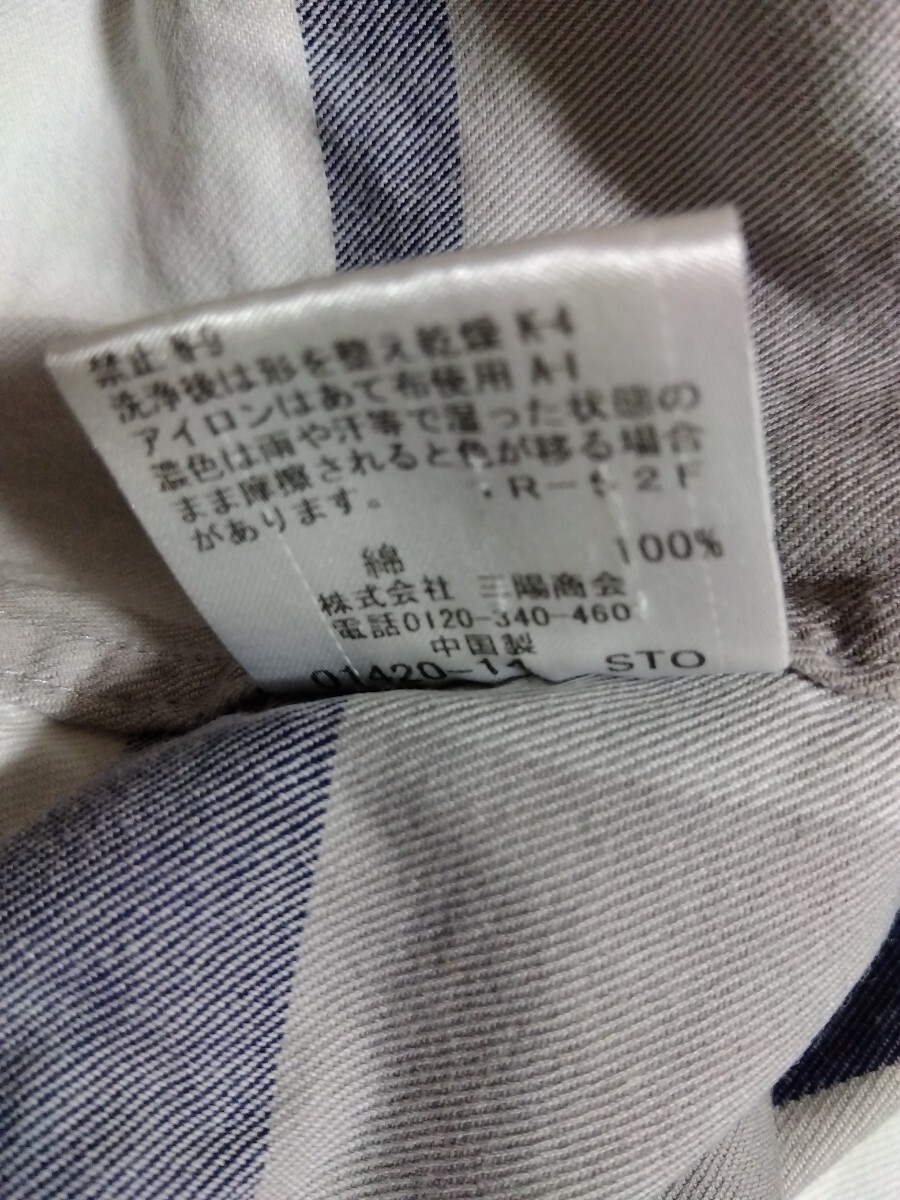 禁止
洗浄後は形を整え乾燥 K-4
アイロンはあて布使用 A-1
濃色は雨や汗等で湿った状態の
まま摩擦されると色が移る場合
があります。
綿 100%
株式会社 三陽商会
電話0120-340-460
中国製
01420-11 STO